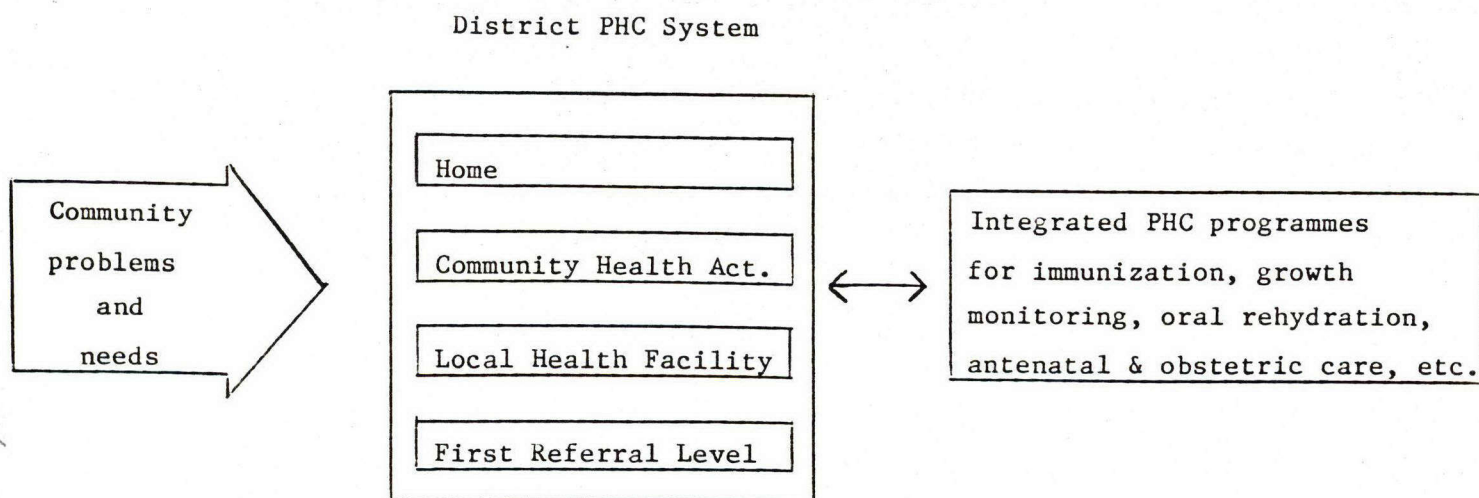 District PHC System
Community
problems
and
needs
Home
Community Health Act.
Local Health Facility
First Referral Level
Integrated PHC programmes
for immunization, growth
monitoring, oral rehydration,
antenatal & obstetric care, etc.